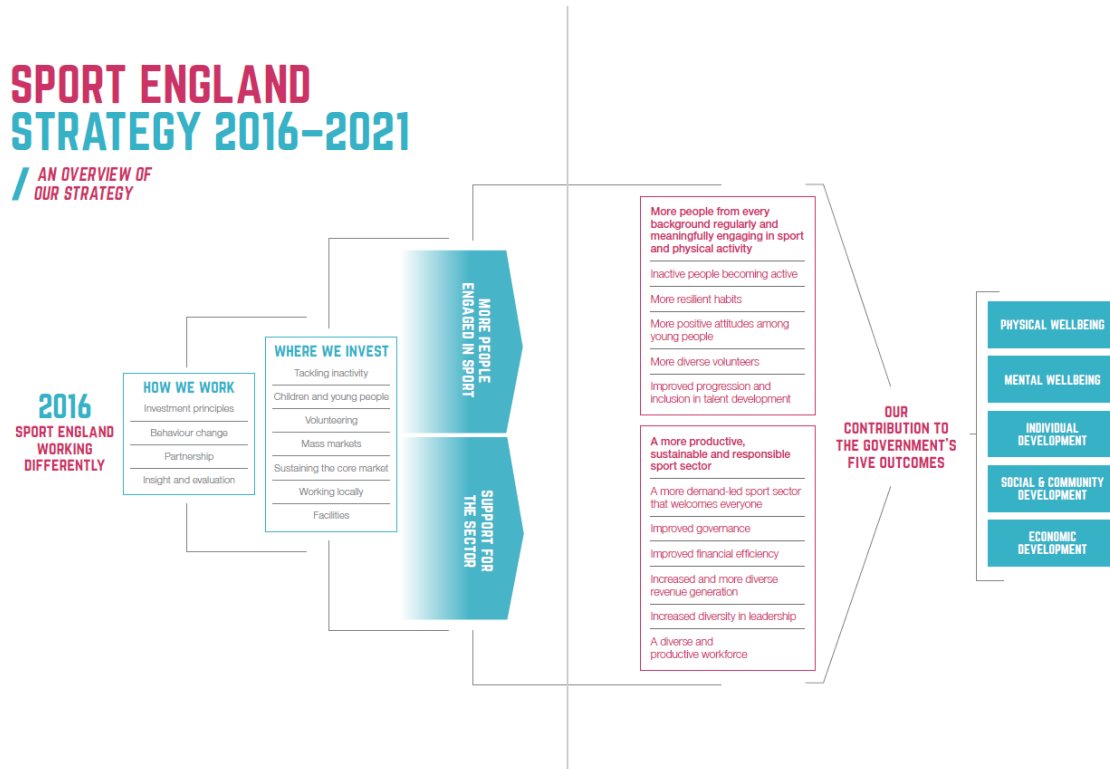 SPORT ENGLAND
STRATEGY 2016–2021
/ AN OVERVIEW OF
OUR STRATEGY
2016
SPORT ENGLAND
WORKING
DIFFERENTLY
HOW WE WORK
Investment principles
Behaviour change
Partnership
Insight and evaluation
WHERE WE INVEST
Tackling inactivity
Children and young people
Volunteering
Mass markets
Sustaining the core market
Working locally
Facilities
MORE PEOPLE
ENGAGED IN SPORT
SUPPORT FOR
THE SECTOR
More people from every
background regularly and
meaningfully engaging in sport
and physical activity
Inactive people becoming active
More resilient habits
More positive attitudes among
young people
More diverse volunteers
Improved progression and
inclusion in talent development
A more productive,
sustainable and responsible
sport sector
A more demand-led sport sector
that welcomes everyone
Improved governance
Improved financial efficiency
Increased and more diverse
revenue generation
Increased diversity in leadership
A diverse and
productive workforce
OUR
CONTRIBUTION TO
THE GOVERNMENT'S
FIVE OUTCOMES
PHYSICAL WELLBEING
MENTAL WELLBEING
INDIVIDUAL
DEVELOPMENT
SOCIAL & COMMUNITY
DEVELOPMENT
ECONOMIC
DEVELOPMENT